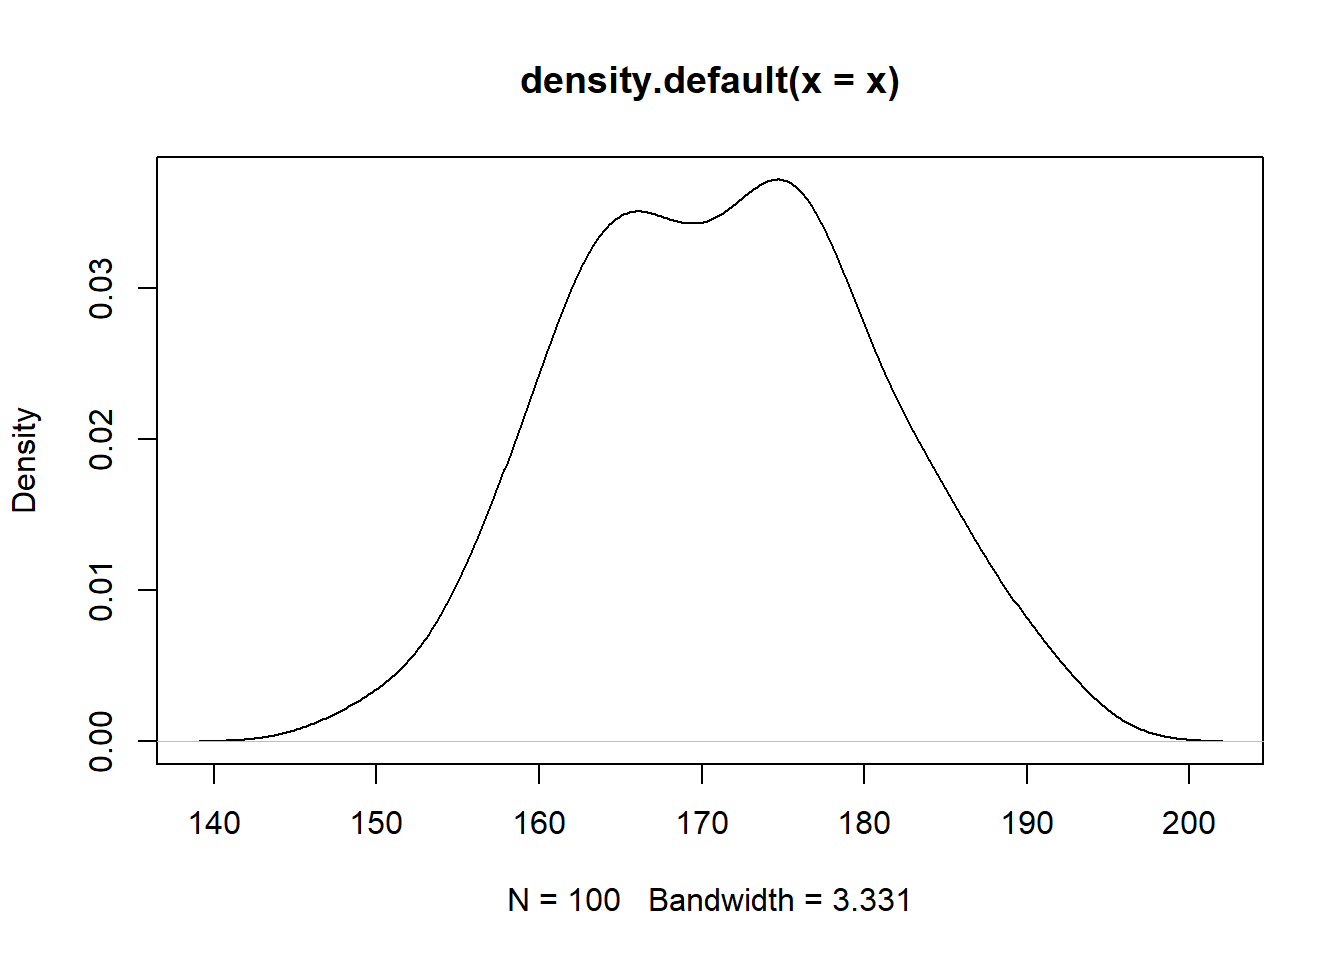 density.default(x = x)
Density
0.00
0.01
0.02
0.03
140 150 160 170 180 190 200
N = 100   Bandwidth = 3.331